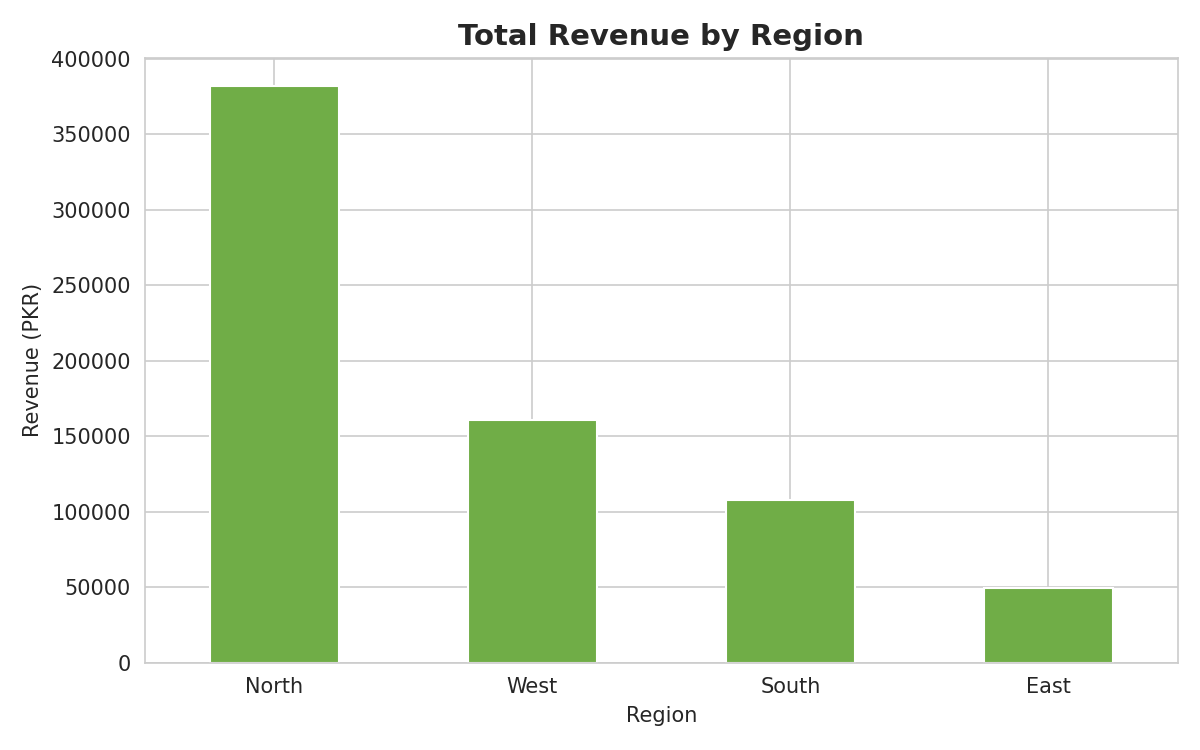 Total Revenue by Region
Revenue (PKR)
400000
350000
300000
250000
200000
150000
100000
50000
0
North West South East
Region